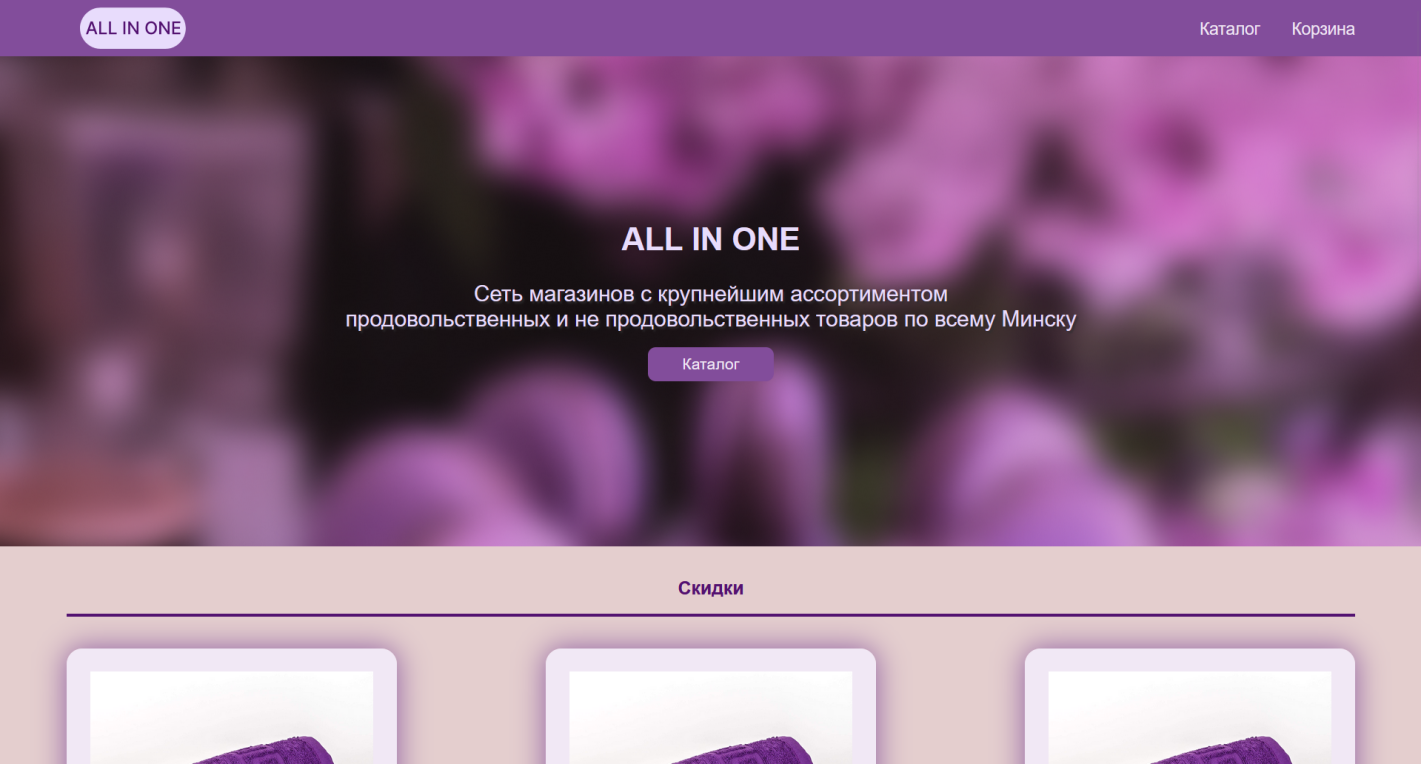 ALL IN ONE
Каталог Корзина
ALL IN ONE
Сеть магазинов с крупнейшим ассортиментом
продовольственных и не продовольственных товаров по всему Минску
Каталог
Скидки